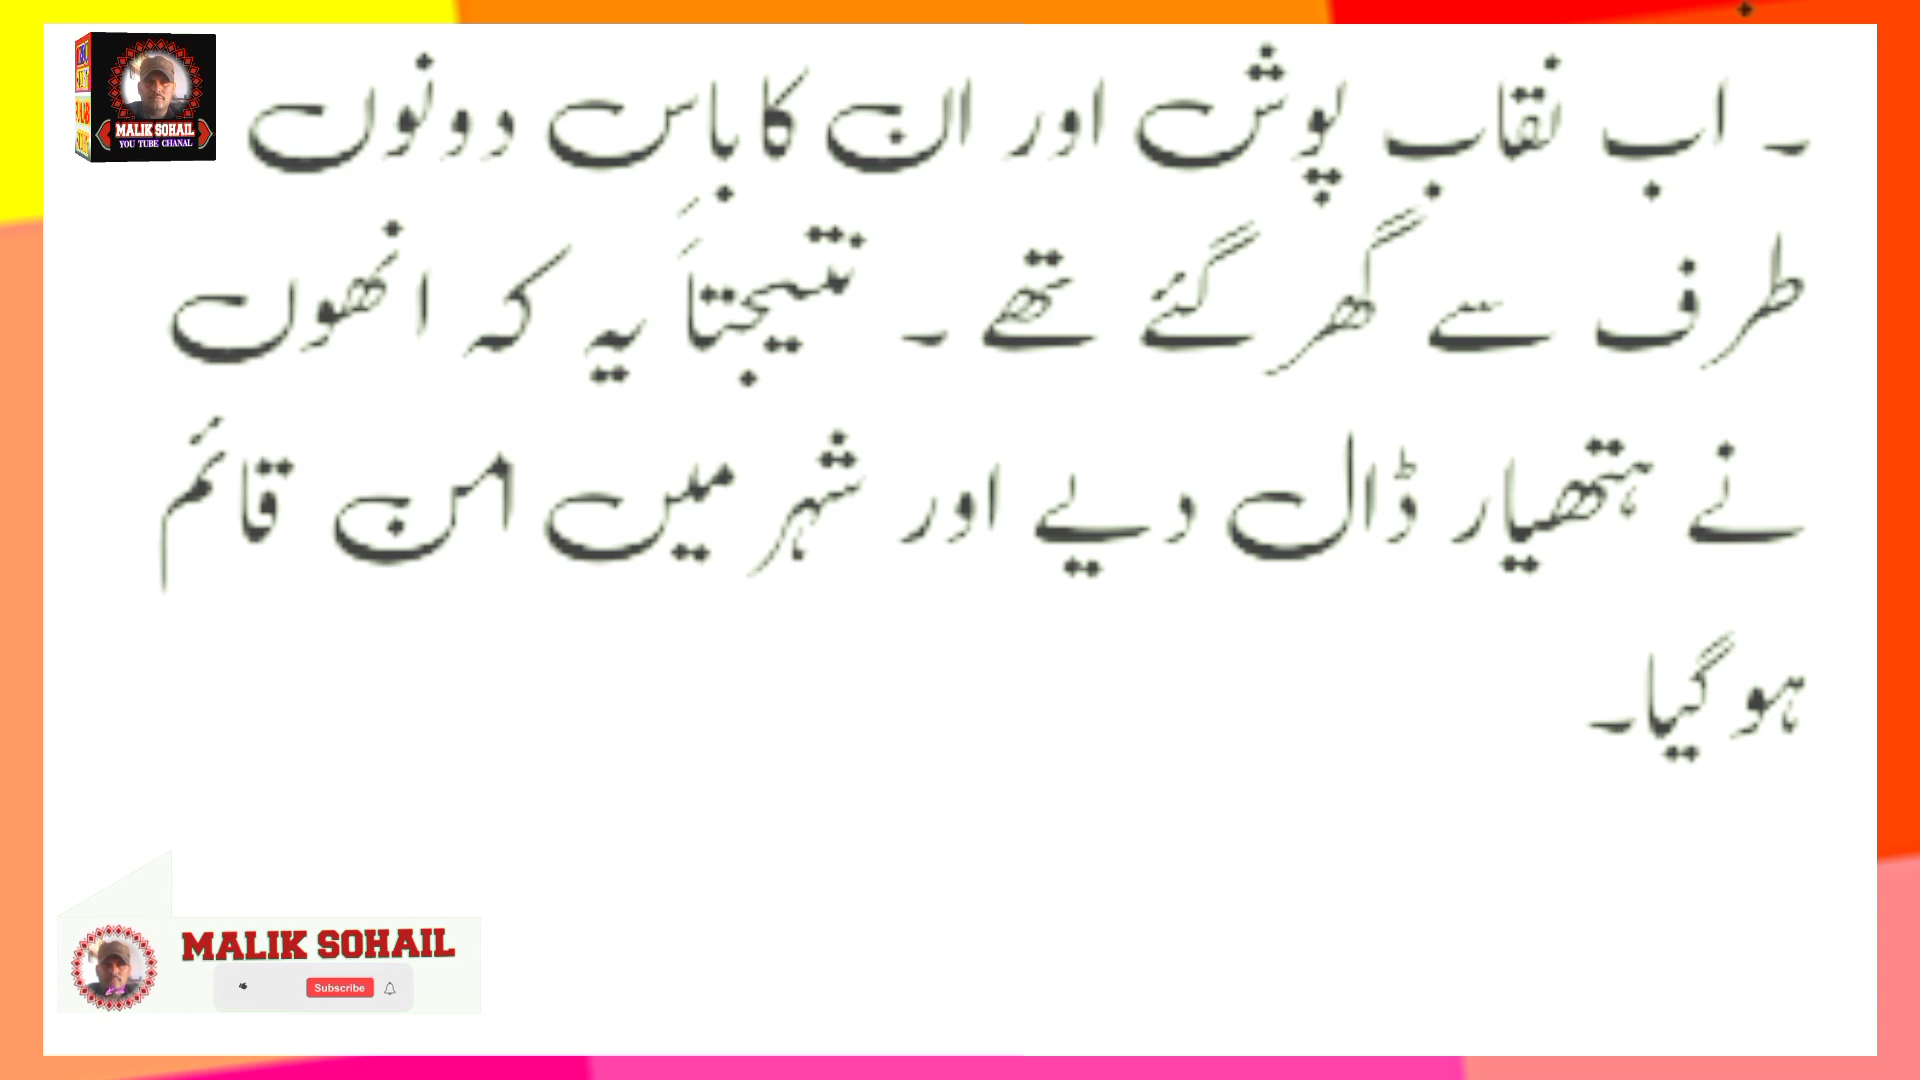 MALIK SOHAIL
YOU TUBE CHANAL
۔ اب نقاب پوش اور ان کا باس دونوں
طرف سے گھر گئے تھے ۔ نتیجتاَ یہ کہ انھوں
نے ہتھیار ڈال دیے اور شہر میں امن قائم
ہو گیا۔
MALIK SOHAIL
Subscribe